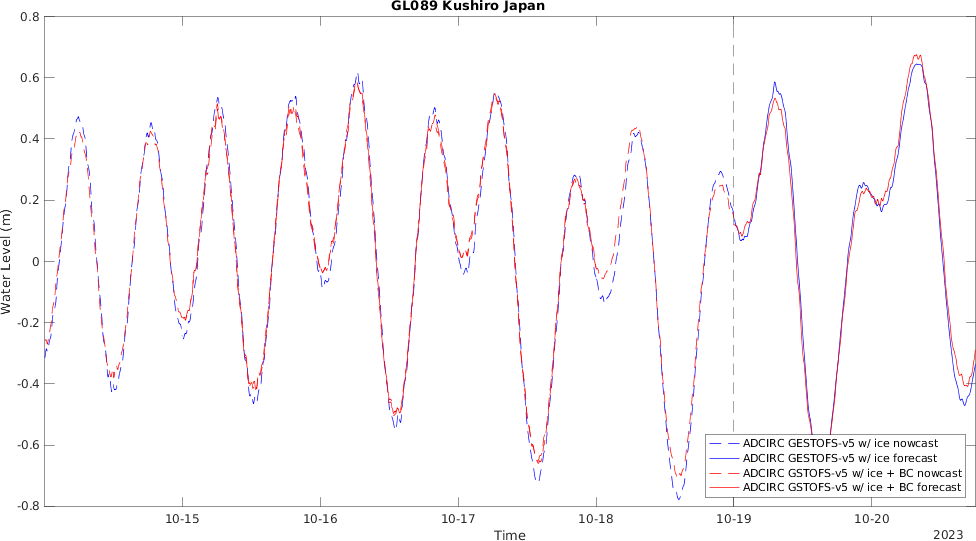 GL089 Kushiro Japan
0.8
0.6
0.4
0.2
0
-0.2
-0.4
-0.6
-0.8
Water Level (m)
ADCIRC GESTOFS-v5 w/ ice nowcast
ADCIRC GESTOFS-v5 w/ ice forecast
ADCIRC GSTOFS-v5 w/ ice + BC nowcast
ADCIRC GSTOFS-v5 w/ ice + BC forecast
10-15 10-16 10-17 10-18 10-19 10-20
Time
2023